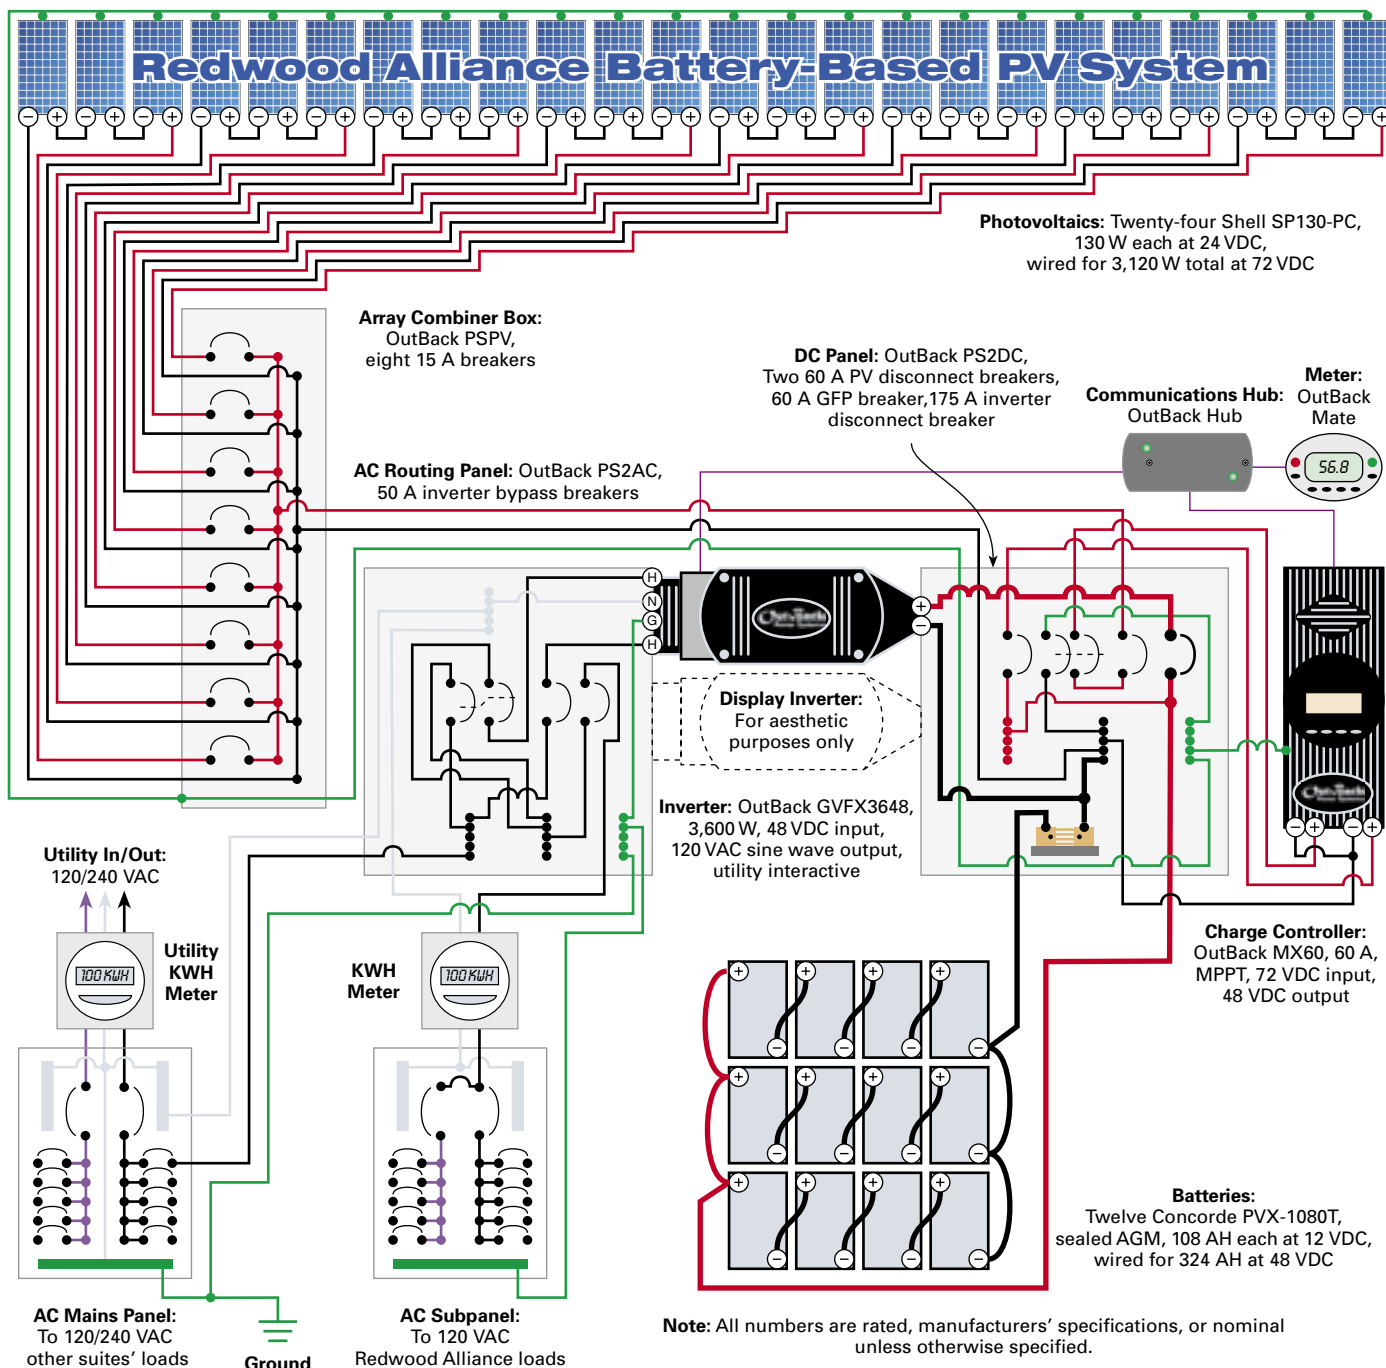 Redwood Alliance Battery-Based PV System
Photovoltaics: Twenty-four Shell SP130-PC,
130 W each at 24 VDC,
wired for 3,120 W total at 72 VDC
Array Combiner Box:
OutBack PSPV,
eight 15 A breakers
DC Panel: OutBack PS2DC,
Two 60 A PV disconnect breakers,
60 A GFP breaker,175 A inverter
disconnect breaker
Communications Hub:
OutBack Hub
Meter:
OutBack
Mate
56.8
AC Routing Panel: OutBack PS2AC,
50 A inverter bypass breakers
H
N
G
H
Display Inverter:
For aesthetic
purposes only
Inverter: OutBack GVFX3648,
3,600 W, 48 VDC input,
120 VAC sine wave output,
utility interactive
Utility In/Out:
120/240 VAC
Utility
KWH
Meter
100 KWH
KWH
Meter
100 KWH
Charge Controller:
OutBack MX60, 60 A,
MPPT, 72 VDC input,
48 VDC output
Batteries:
Twelve Concorde PVX-1080T,
sealed AGM, 108 AH each at 12 VDC,
wired for 324 AH at 48 VDC
AC Mains Panel:
To 120/240 VAC
other suites' loads
Ground
AC Subpanel:
To 120 VAC
Redwood Alliance loads
Note: All numbers are rated, manufacturers' specifications, or nominal
unless otherwise specified.